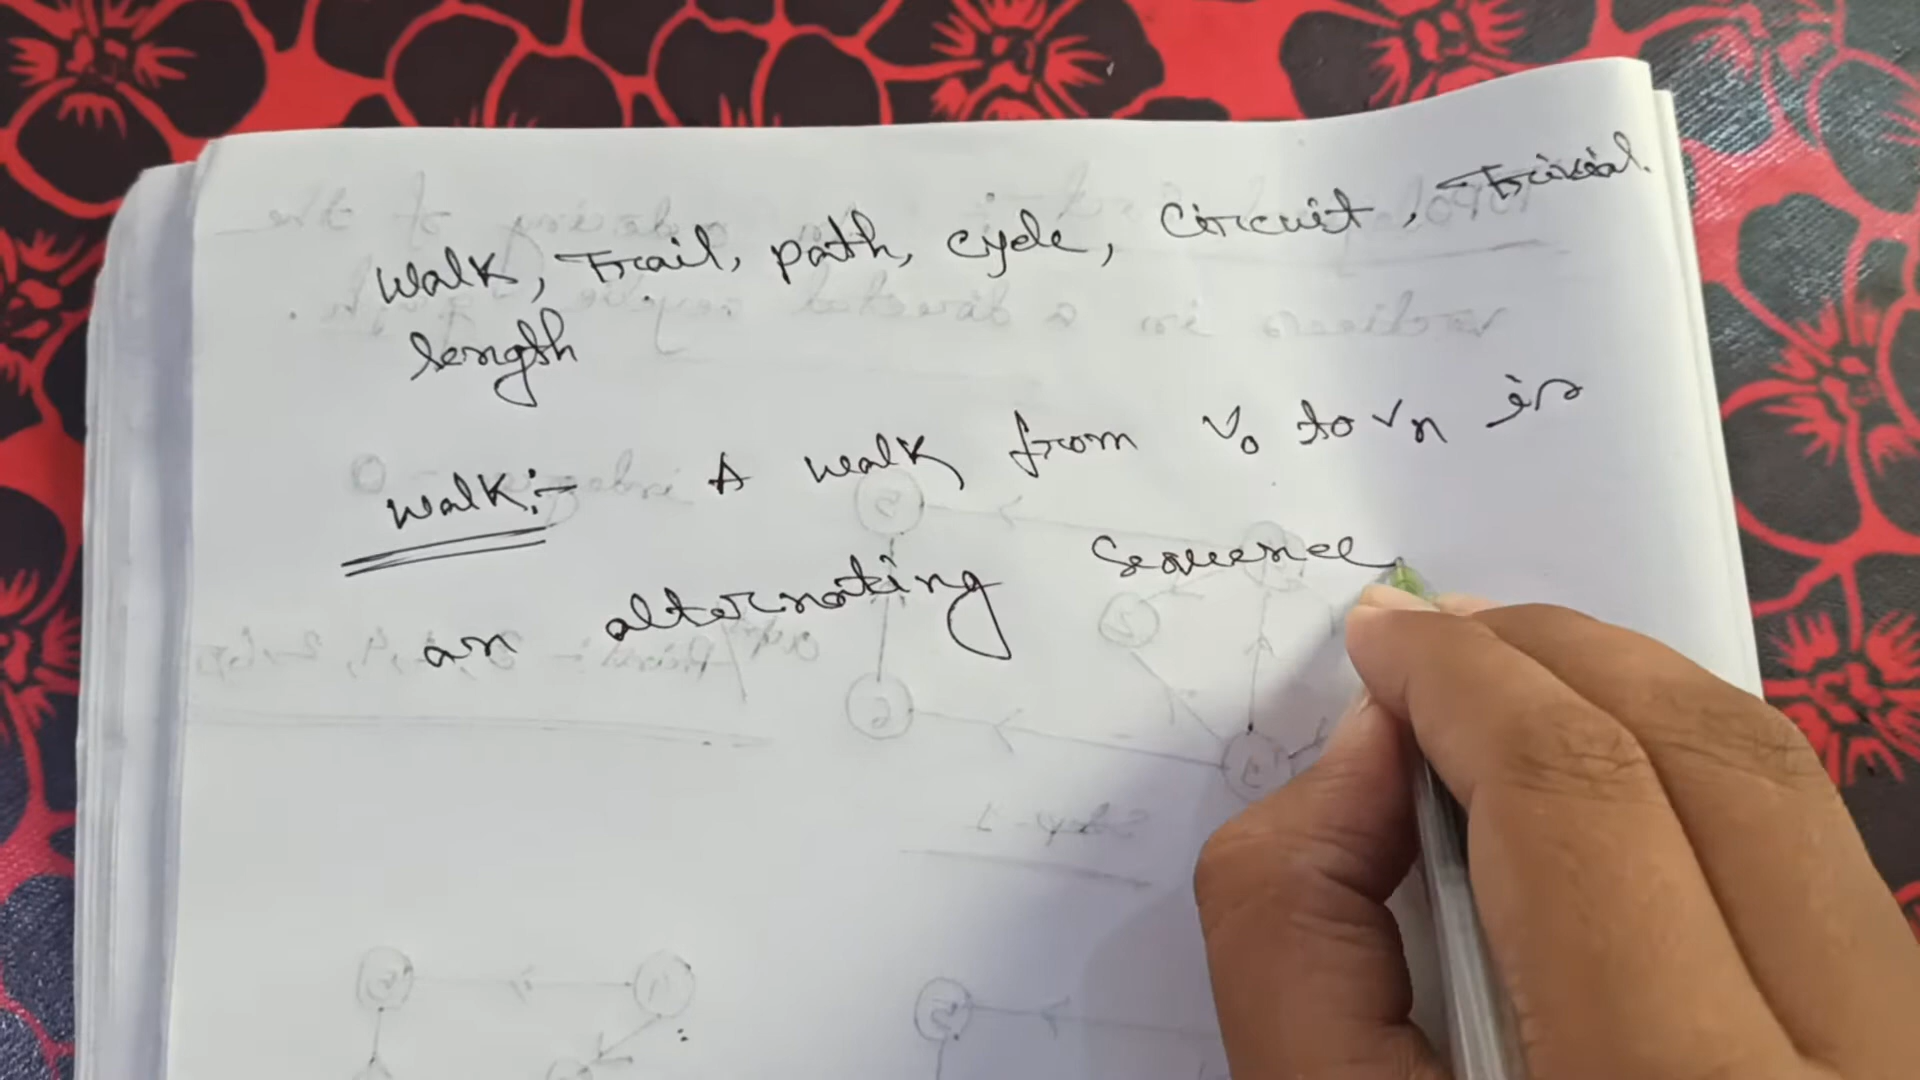 walk, Trail, path, cycle, Circuit, Trivial.
length
walk:- A walk from v₀ to vn is
an alternating Sequence